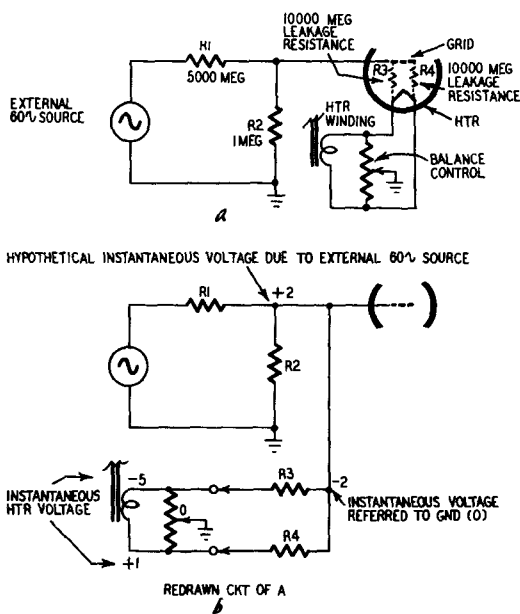 10000 MEG
LEAKAGE
RESISTANCE
GRID
R1
5000 MEG
R3
R4
10000 MEG
LEAKAGE
RESISTANCE
EXTERNAL
60∿ SOURCE
R2
1 MEG
HTR
WINDING
HTR
BALANCE
CONTROL
a
HYPOTHETICAL INSTANTANEOUS VOLTAGE DUE TO EXTERNAL 60∿ SOURCE
+2
R1
R2
-5
R3
-2
INSTANTANEOUS
HTR VOLTAGE
0
INSTANTANEOUS VOLTAGE
REFERRED TO GND (0)
R4
+1
REDRAWN CKT OF A
b